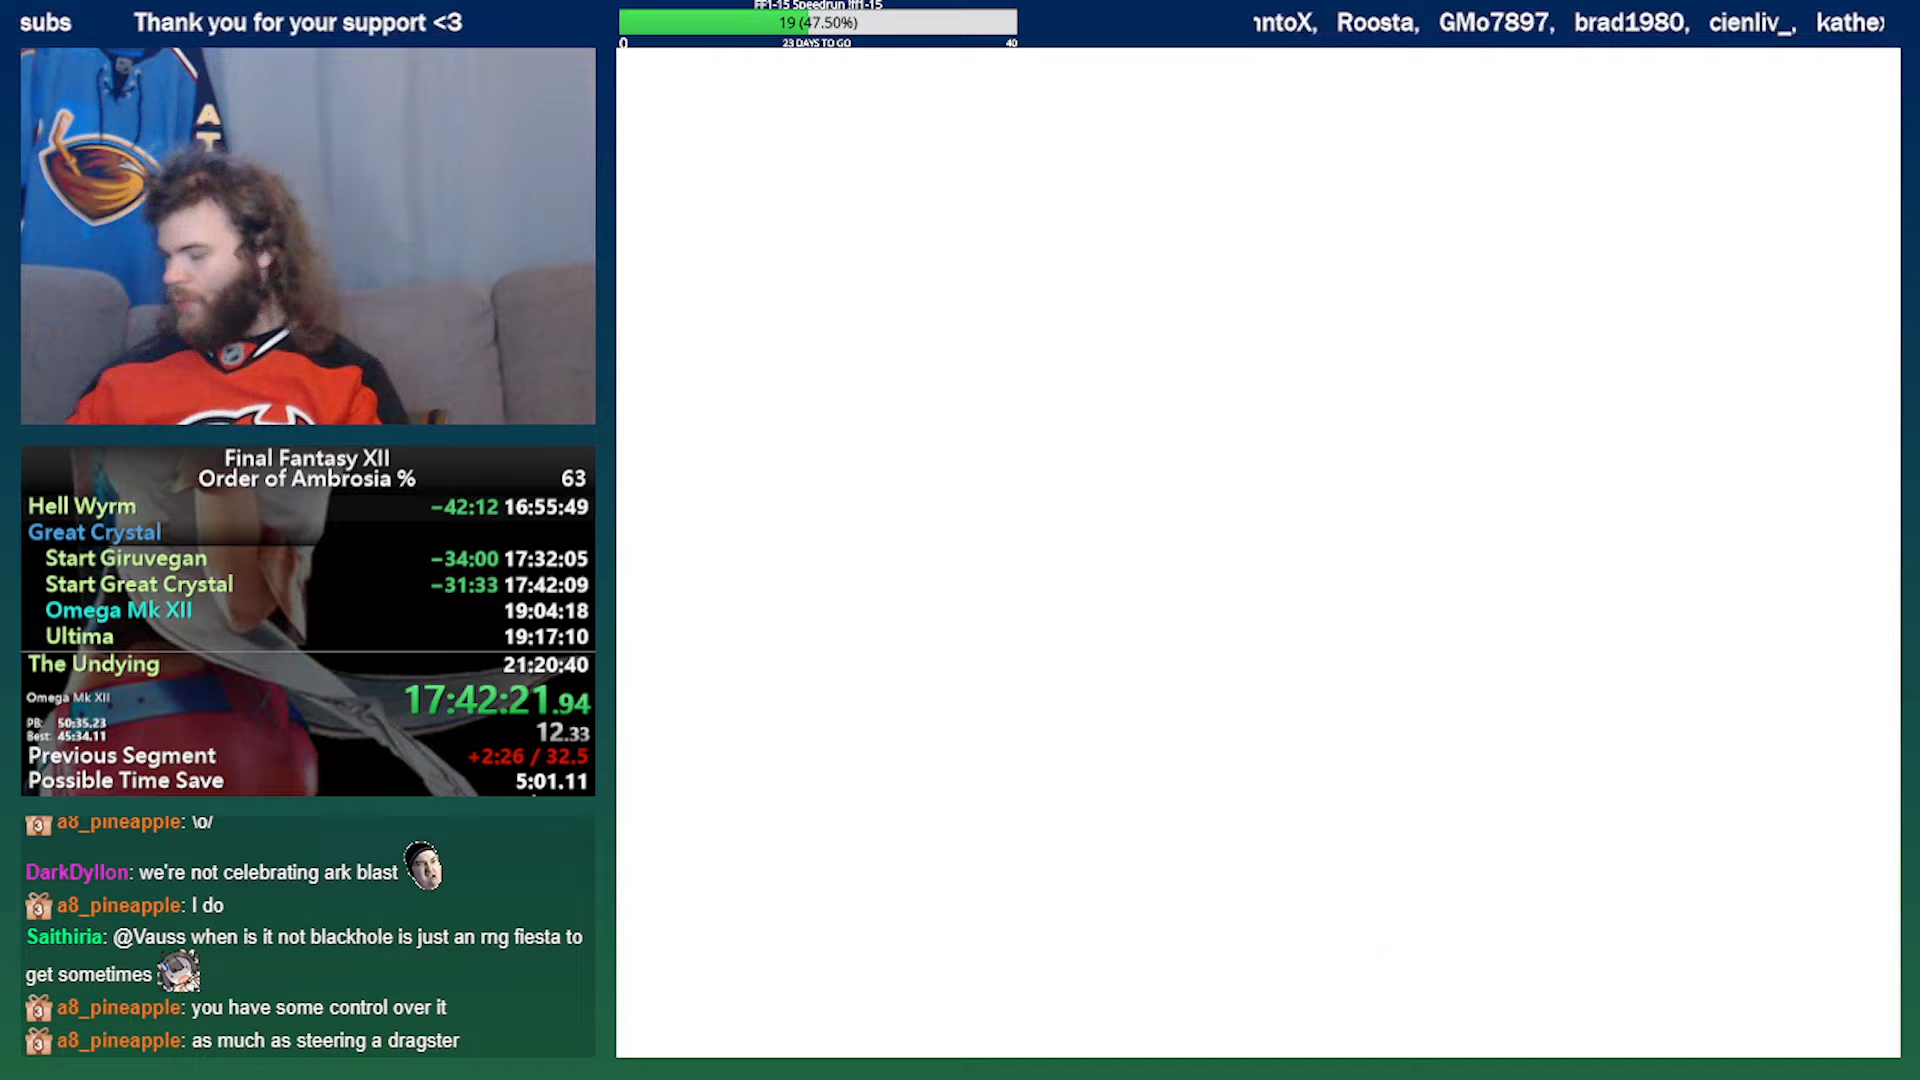 subs Thank you for your support <3
FF1-15 Speedrun !ff1-15
19 (47.50%)
0 23 DAYS TO GO 40
Roosta, GMo7897, brad1980, cienliv_,
A
Final Fantasy XII
Order of Ambrosia % 63
Hell Wyrm -42:12 16:55:49
Great Crystal
Start Giruvegan -34:00 17:32:05
Start Great Crystal -31:33 17:42:09
Omega Mk XII 19:04:18
Ultima 19:17:10
The Undying 21:20:40
Omega Mk XII 17:42:21.94
PB: 50:35.23
Best: 45:34.11 12.33
Previous Segment +2:26 / 32.5
Possible Time Save 5:01.11
3 a8_pineapple: \o/
DarkDyllon: we're not celebrating ark blast
3 a8_pineapple: I do
Saithiria: @Vauss when is it not blackhole is just an rng fiesta to
get sometimes
3 a8_pineapple: you have some control over it
3 a8_pineapple: as much as steering a dragster